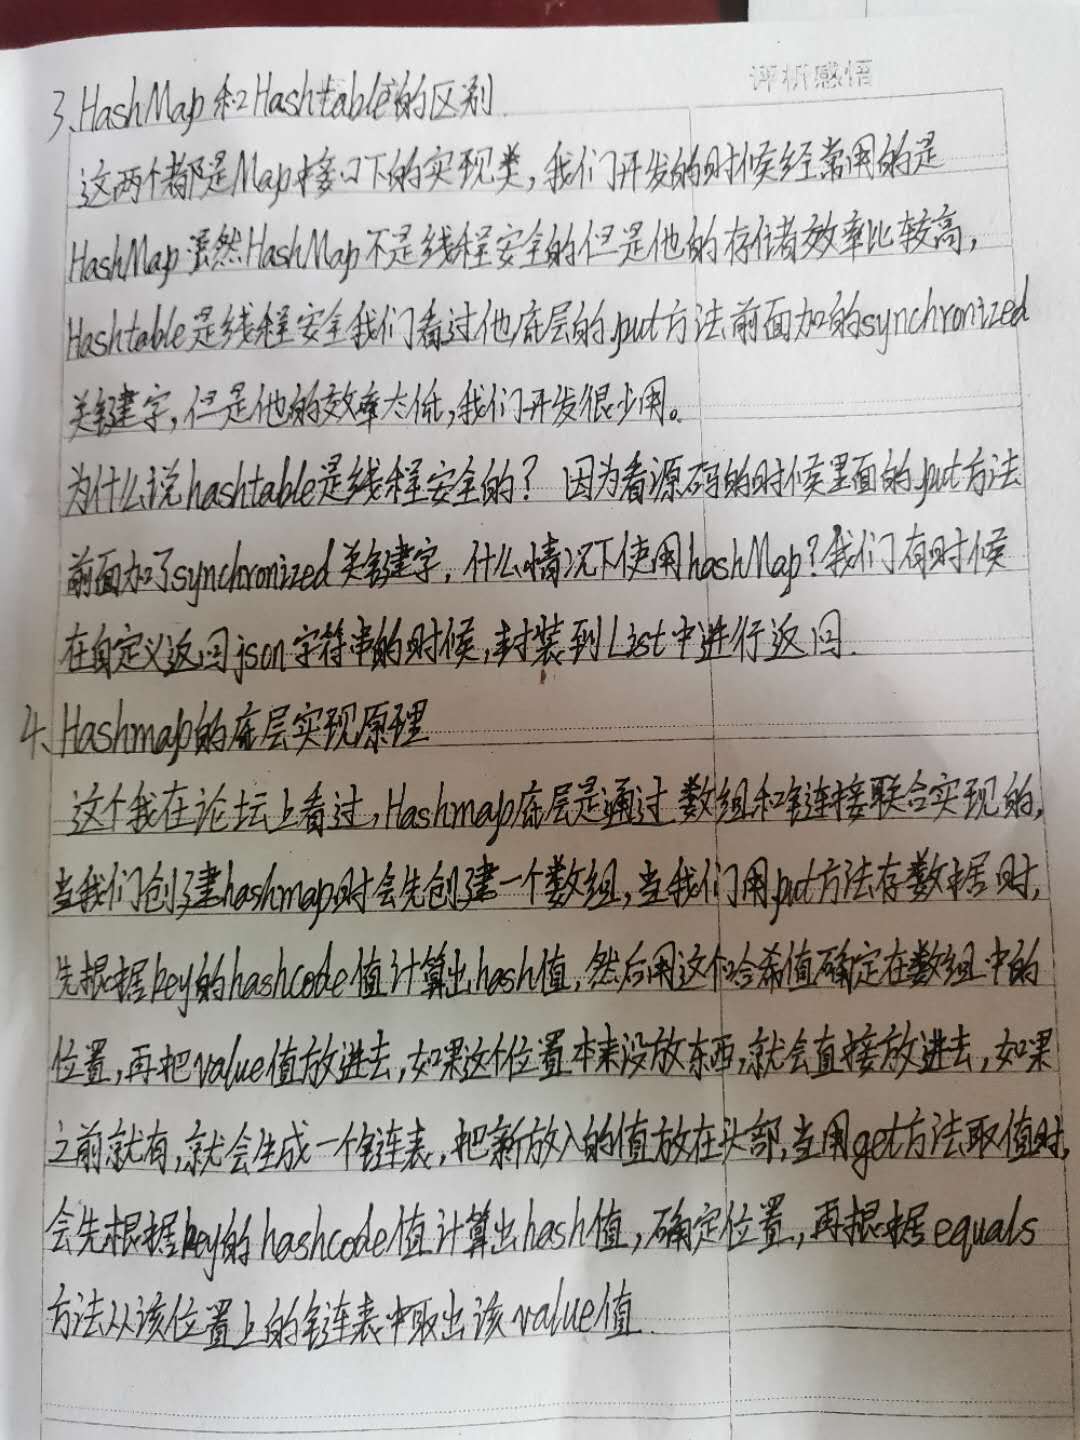 3、HashMap和Hashtable的区别
这两个都是Map接口下的实现类,我们开发的时候经常用的是
HashMap虽然HashMap不是线程安全的但是他的存储效率比较高,
Hashtable是线程安全我们看过他底层的put方法前面加的synchronized
关键字,但是他的效率太低,我们开发很少用。
为什么说hashtable是线程安全的? 因为看源码的时候里面的put方法
前面加了synchronized关键字,什么情况下使用hashMap?我们有时候
在自定义返回json字符串的时候,封装到List中进行返回.
4、Hashmap的底层实现原理
这个我在论坛上看过,Hashmap底层是通过数组和链接联合实现的,
当我们创建hashmap时会先创建一个数组,当我们用put方法存数据时,
先根据key的hashcode值计算出hash值,然后用这个哈希值确定在数组中的
位置,再把value值放进去,如果这个位置本来没放东西,就会直接放进去,如果
之前就有,就会生成一个链表,把新放入的值放在头部,当用get方法取值时,
会先根据key的hashcode值计算出hash值,确定位置,再根据equals
方法从该位置上的链表中取出该value值.